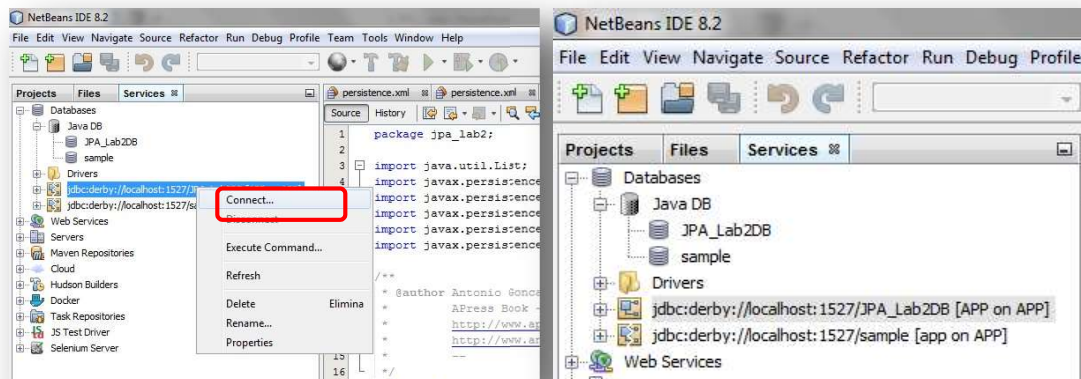 NetBeans IDE 8.2
File Edit View Navigate Source Refactor Run Debug Profile Team Tools Window Help
Projects Files Services
Databases
Java DB
JPA_Lab2DB
sample
Drivers
jdbc:derby://localhost:1527/
jdbc:derby://localhost:1527/sa
Web Services
Servers
Maven Repositories
Cloud
Hudson Builders
Docker
Task Repositories
JS Test Driver
Selenium Server
Connect...
Disconnect
Execute Command...
Refresh
Delete Elimina
Rename...
Properties
persistence.xml persistence.xml
Source History
1 package jpa_lab2;
2
3 import java.util.List;
4 import javax.persistence
import javax.persistence
import javax.persistence
import javax.persistence
import javax.persistence
/**
* @author Antonio Gonca
* APress Book -
* http://www.ap
* http://www.an
15 * --
16 */
NetBeans IDE 8.2
File Edit View Navigate Source Refactor Run Debug Profile
Projects Files Services
Databases
Java DB
JPA_Lab2DB
sample
Drivers
jdbc:derby://localhost:1527/JPA_Lab2DB [APP on APP]
jdbc:derby://localhost:1527/sample [app on APP]
Web Services